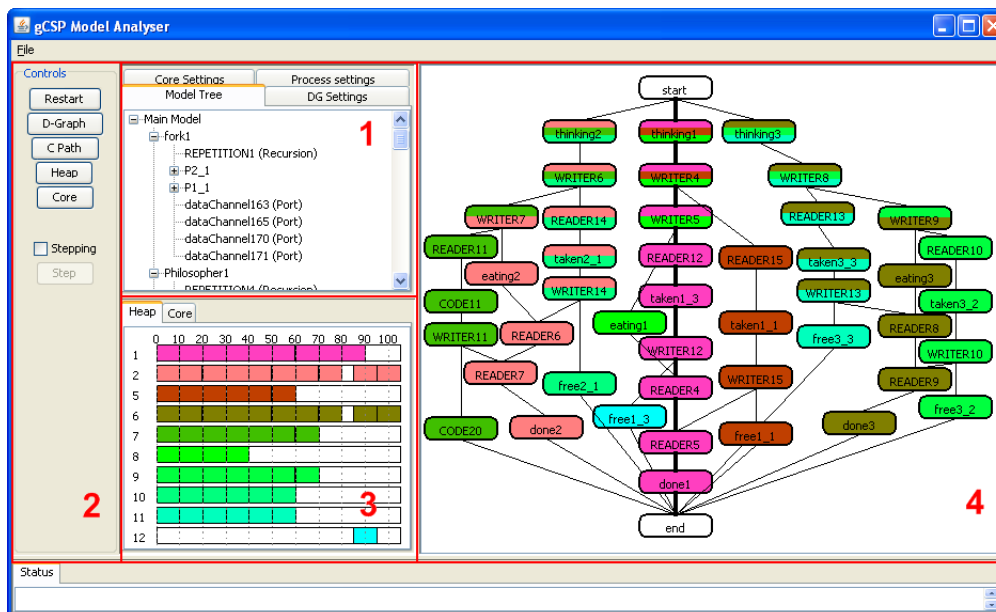 gCSP Model Analyser
File
Controls
Restart
D-Graph
C Path
Heap
Core
Stepping
Step
2
Core Settings
Process settings
Model Tree
DG Settings
Main Model
fork1
REPETITION1 (Recursion)
P2_1
P1_1
dataChannel163 (Port)
dataChannel165 (Port)
dataChannel170 (Port)
dataChannel171 (Port)
Philosopher1
REPETITION4 (Recursion)
1
Heap
Core
0 10 20 30 40 50 60 70 80 90 100
1
2
5
6
7
8
9
10
11
12
3
start
thinking2
thinking1
thinking3
WRITER6
WRITER4
WRITER8
WRITER7
READER14
WRITER5
READER13
WRITER9
READER11
READER12
READER15
READER10
eating2
taken2_1
taken3_3
eating3
CODE11
WRITER14
taken1_3
WRITER13
taken3_2
WRITER11
READER6
eating1
taken1_1
free3_3
READER8
WRITER12
WRITER10
READER7
free2_1
READER4
WRITER15
READER9
free3_2
CODE20
done2
free1_3
READER5
free1_1
done3
done1
end
4
Status